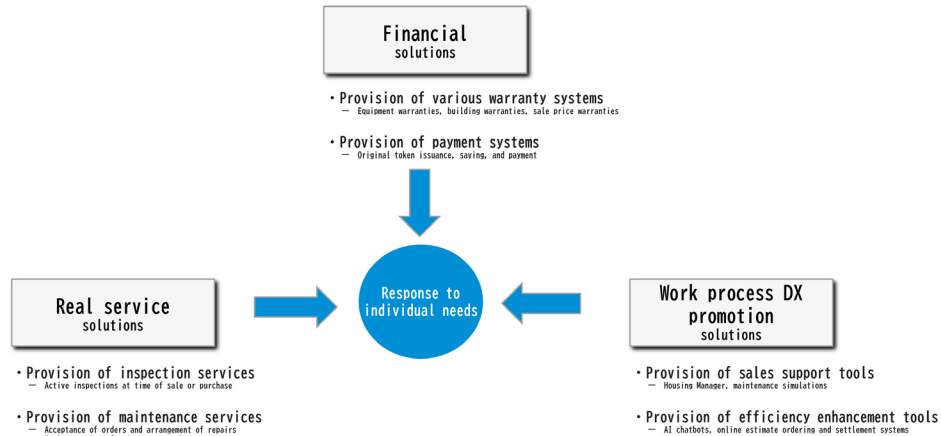 Financial
solutions
・Provision of various warranty systems
— Equipment warranties, building warranties, sale price warranties
・Provision of payment systems
— Original token issuance, saving, and payment
Response to
individual needs
Real service
solutions
・Provision of inspection services
— Active inspections at time of sale or purchase
・Provision of maintenance services
— Acceptance of orders and arrangement of repairs
Work process DX
promotion
solutions
・Provision of sales support tools
— Housing Manager, maintenance simulations
・Provision of efficiency enhancement tools
— AI chatbots, online estimate ordering and settlement systems